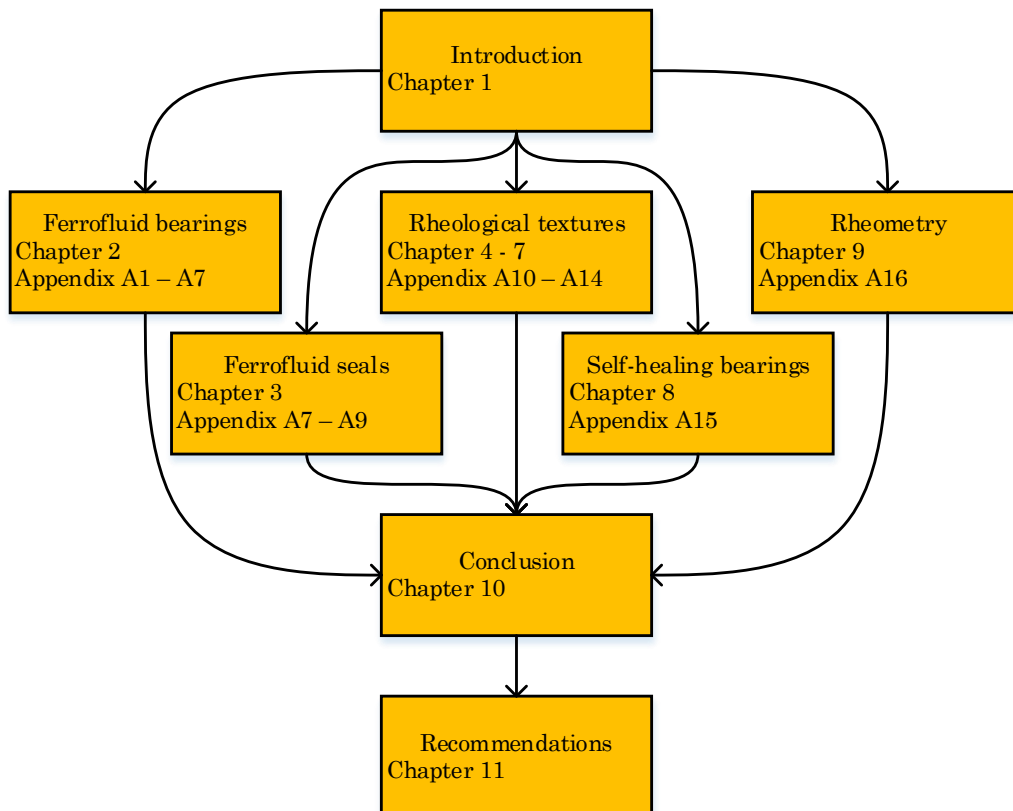 Introduction
Chapter 1
Ferrofluid bearings
Chapter 2
Appendix A1 – A7
Rheological textures
Chapter 4 - 7
Appendix A10 – A14
Rheometry
Chapter 9
Appendix A16
Ferrofluid seals
Chapter 3
Appendix A7 – A9
Self-healing bearings
Chapter 8
Appendix A15
Conclusion
Chapter 10
Recommendations
Chapter 11